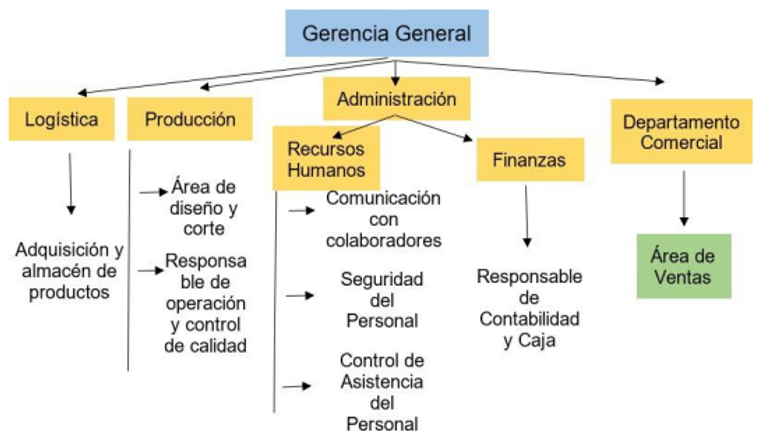 Gerencia General
Logística
Producción
Administración
Departamento
Comercial
Recursos
Humanos
Finanzas
Adquisición y
almacén de
productos
Área de
diseño y
corte
Responsa
ble de
operación
y control
de calidad
Comunicación
con
colaboradores
Seguridad
del
Personal
Control de
Asistencia
del
Personal
Responsable
de
Contabilidad
y Caja
Área de
Ventas